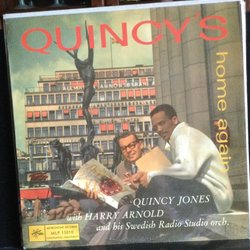 QUINCY'S
home again
QUINCY JONES
with HARRY ARNOLD
and his Swedish Radio Studio orch.